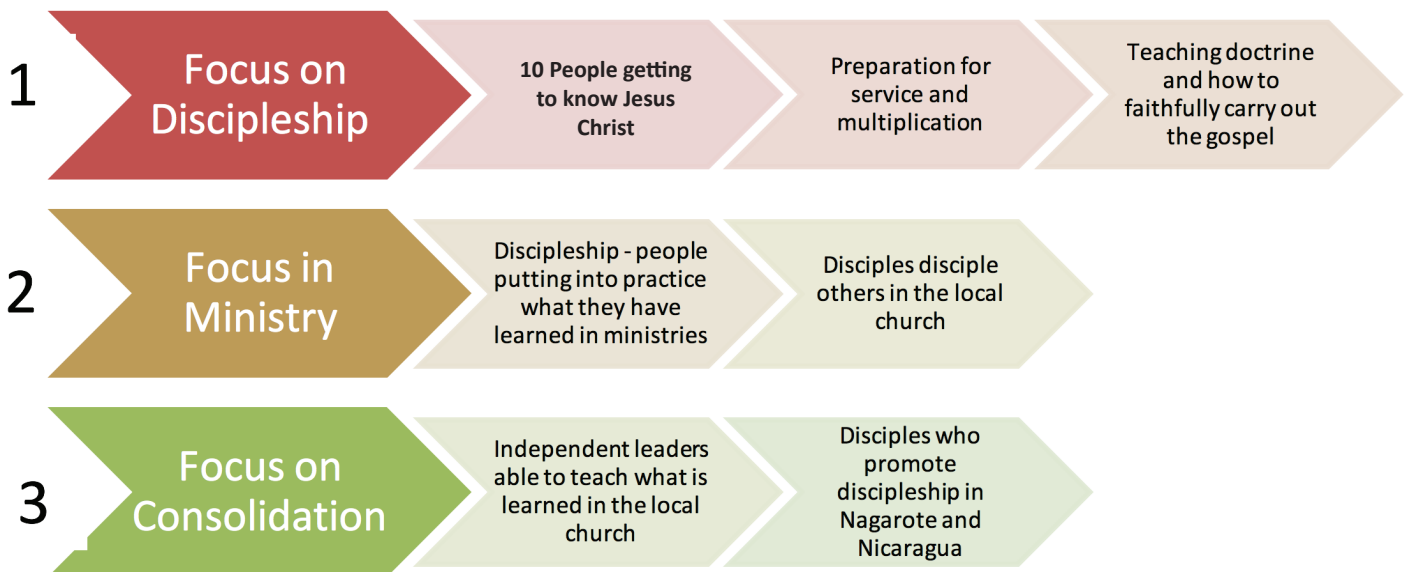 1
Focus on
Discipleship
10 People getting
to know Jesus
Christ
Preparation for
service and
multiplication
Teaching doctrine
and how to
faithfully carry out
the gospel
2
Focus in
Ministry
Discipleship - people
putting into practice
what they have
learned in ministries
Disciples disciple
others in the local
church
3
Focus on
Consolidation
Independent leaders
able to teach what is
learned in the local
church
Disciples who
promote
discipleship in
Nagarote and
Nicaragua